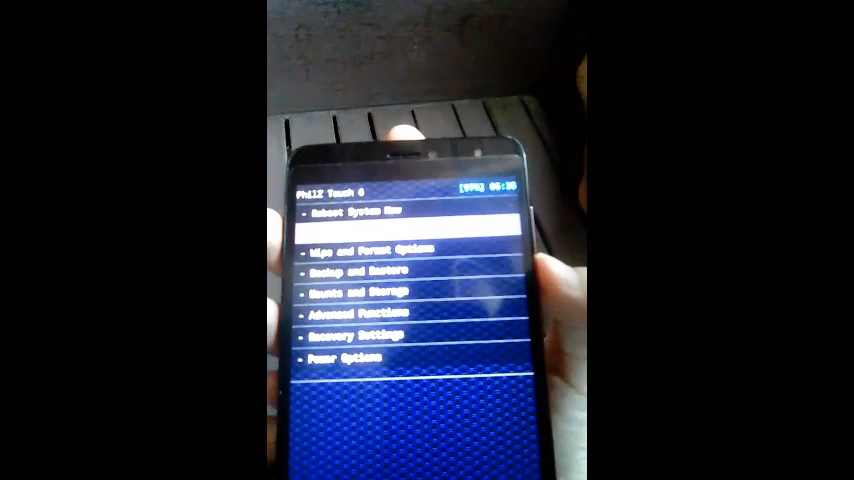 PhilZ Touch 6
- Reboot System Now
- Wipe and Format Options
- Backup and Restore
- Mounts and Storage
- Advanced Functions
- Recovery Settings
- Power Options